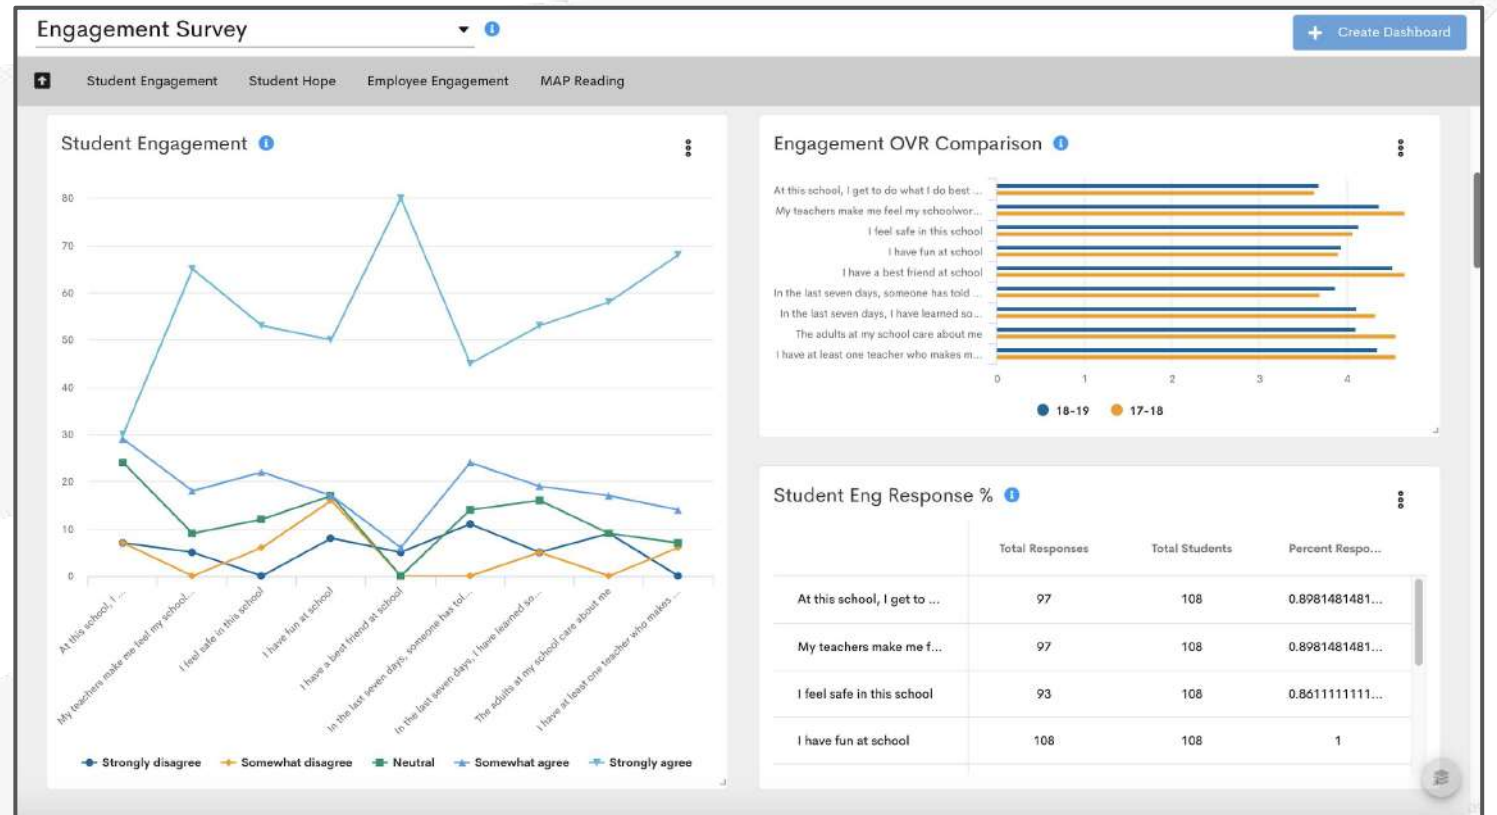 Engagement Survey
Create Dashboard
Student Engagement Student Hope Employee Engagement MAP Reading
Student Engagement
80
70
60
50
40
30
20
10
0
At this school, I ...
My teachers make me feel my school...
I feel safe in this school
I have fun at school
I have a best friend at school
In the last seven days, someone has tol...
In the last seven days, I have learned so...
The adults at my school care about me
I have at least one teacher who makes ...
Strongly disagree Somewhat disagree Neutral Somewhat agree Strongly agree
Engagement OVR Comparison
At this school, I get to do what I do best ...
My teachers make me feel my schoolwor...
I feel safe in this school
I have fun at school
I have a best friend at school
In the last seven days, someone has told ...
In the last seven days, I have learned so...
The adults at my school care about me
I have at least one teacher who makes m...
0 1 2 3 4
18-19 17-18
Student Eng Response %
Total Responses Total Students Percent Respo...
At this school, I get to ... 97 108 0.8981481481...
My teachers make me f... 97 108 0.8981481481...
I feel safe in this school 93 108 0.8611111111...
I have fun at school 108 108 1